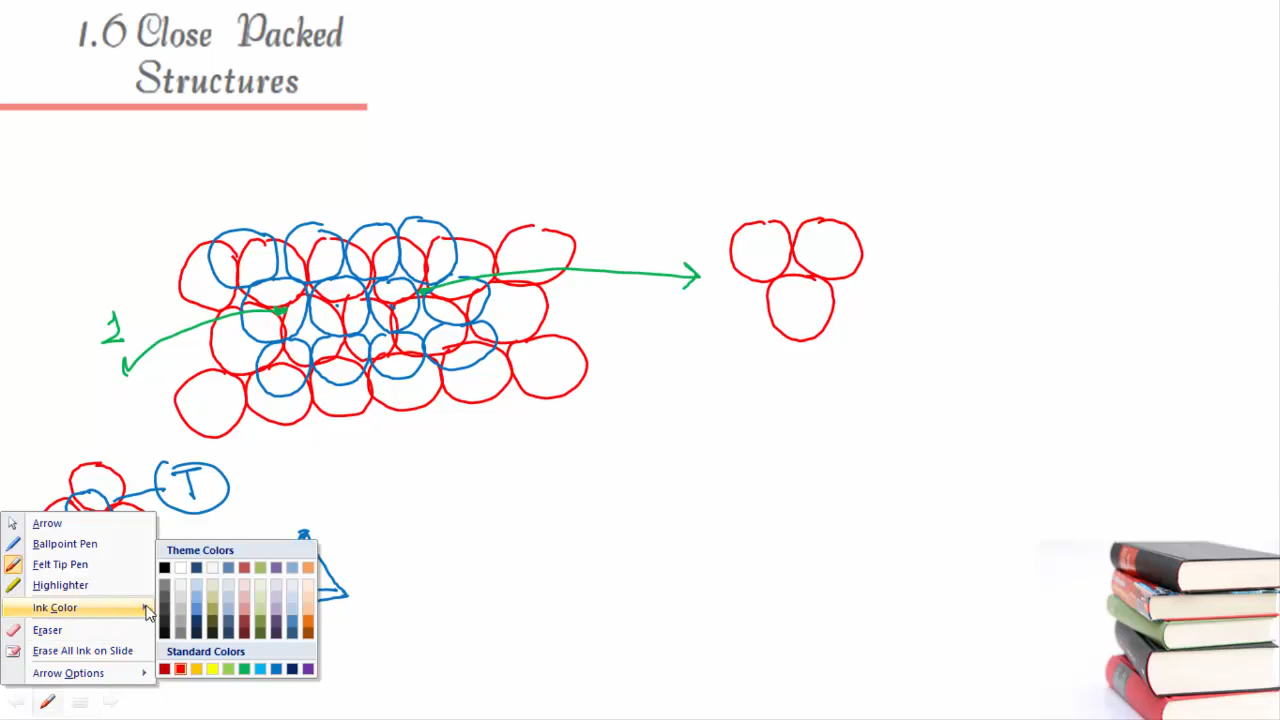 1.6 Close Packed
Structures
1
T
Arrow
Ballpoint Pen
Felt Tip Pen
Highlighter
Ink Color
Eraser
Erase All Ink on Slide
Arrow Options
Theme Colors
Standard Colors